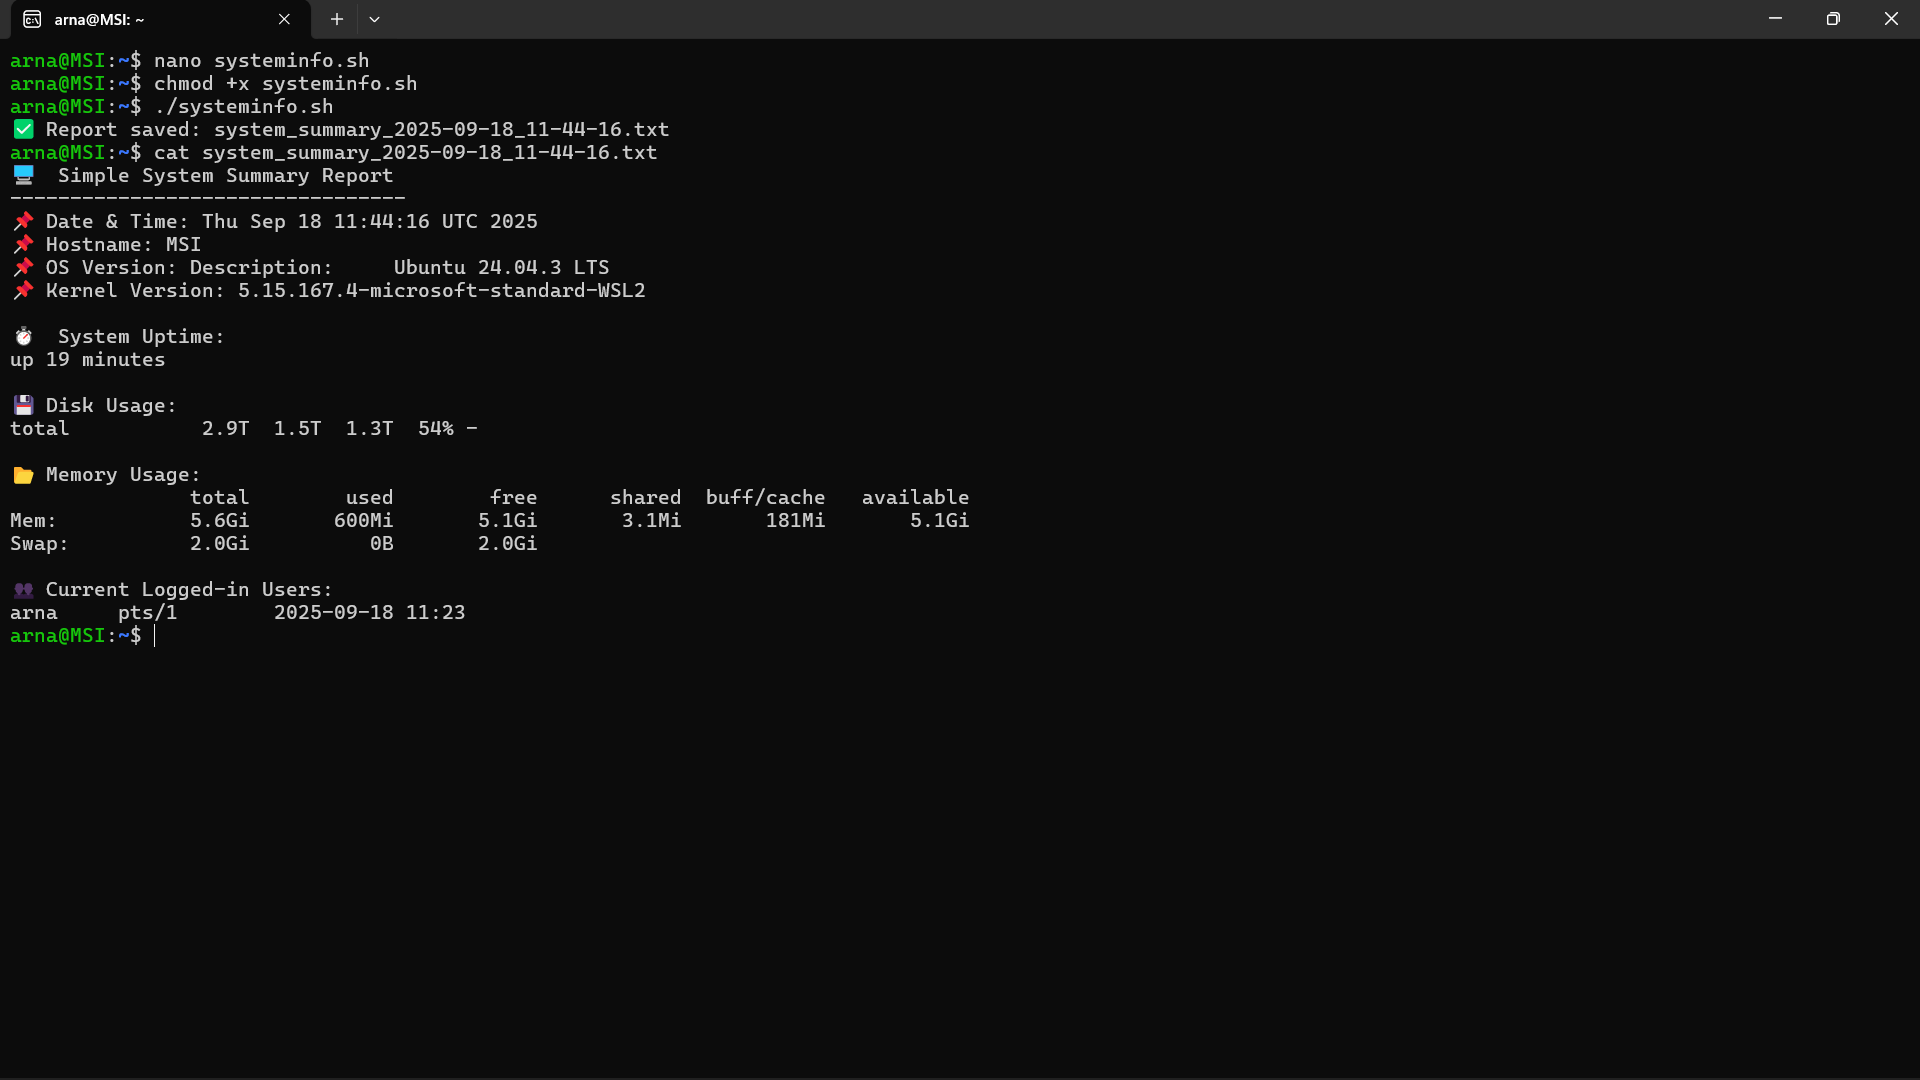 arna@MSI: ~
arna@MSI:~$ nano systeminfo.sh
arna@MSI:~$ chmod +x systeminfo.sh
arna@MSI:~$ ./systeminfo.sh
✅ Report saved: system_summary_2025-09-18_11-44-16.txt
arna@MSI:~$ cat system_summary_2025-09-18_11-44-16.txt
🖥️  Simple System Summary Report
---------------------------------
📌 Date & Time: Thu Sep 18 11:44:16 UTC 2025
📌 Hostname: MSI
📌 OS Version: Description:     Ubuntu 24.04.3 LTS
📌 Kernel Version: 5.15.167.4-microsoft-standard-WSL2

⏱️  System Uptime:
up 19 minutes

💾 Disk Usage:
total           2.9T  1.5T  1.3T  54% -

📂 Memory Usage:
               total        used        free      shared  buff/cache   available
Mem:           5.6Gi       600Mi       5.1Gi       3.1Mi       181Mi       5.1Gi
Swap:          2.0Gi          0B       2.0Gi

👥 Current Logged-in Users:
arna     pts/1        2025-09-18 11:23
arna@MSI:~$